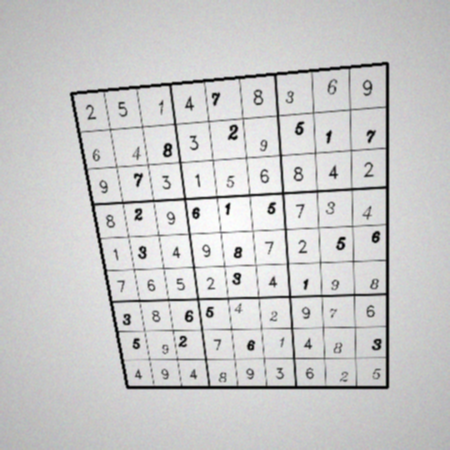 2 5 1 4 7 8 3 6 9
6 4 8 3 2 9 5 1 7
9 7 3 1 5 6 8 4 2
8 2 9 6 1 5 7 3 4
1 3 4 9 8 7 2 5 6
7 6 5 2 3 4 1 9 8
3 8 6 5 4 2 9 7 6
5 9 2 7 6 1 4 8 3
4 9 4 8 9 3 6 2 5